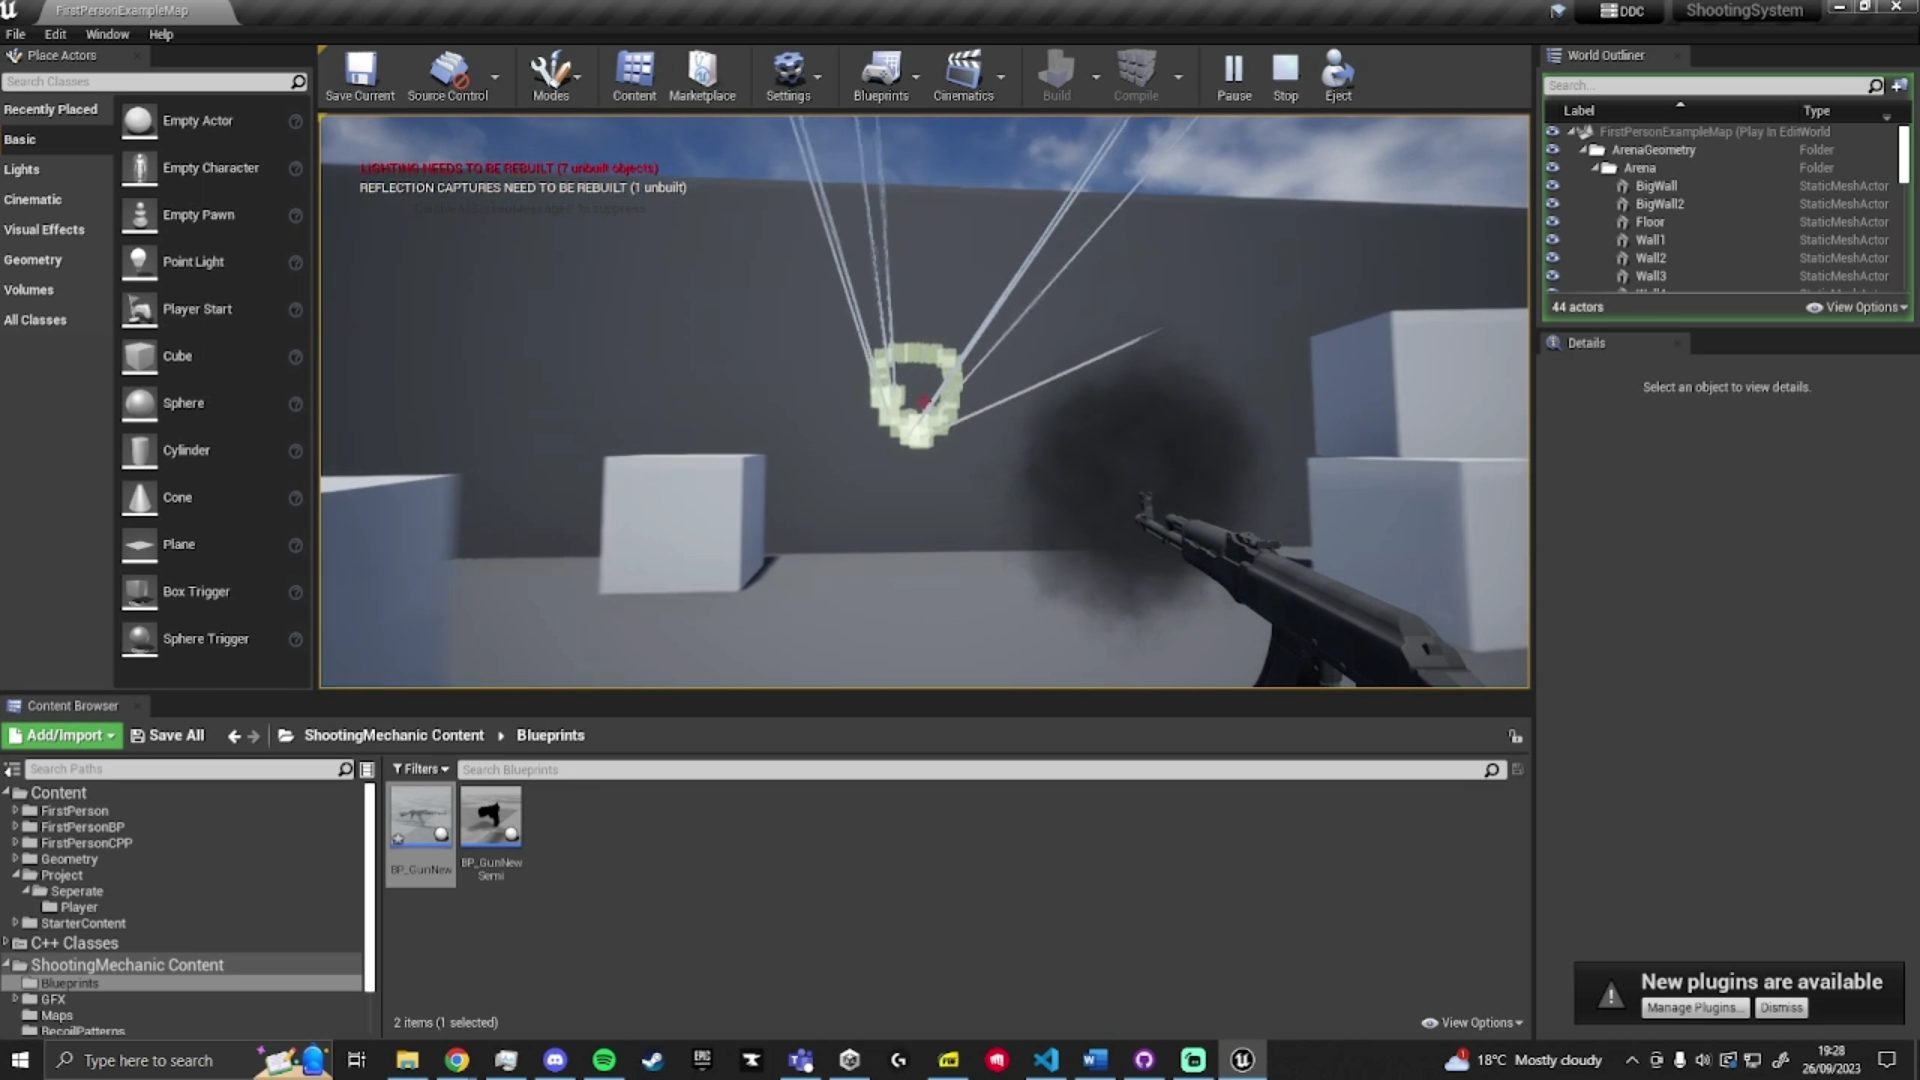 FirstPersonExampleMap
DDC
ShootingSystem
File Edit Window Help
Place Actors
Search Classes
Recently Placed
Basic
Lights
Cinematic
Visual Effects
Geometry
Volumes
All Classes
Empty Actor
Empty Character
Empty Pawn
Point Light
Player Start
Cube
Sphere
Cylinder
Cone
Plane
Box Trigger
Sphere Trigger
Save Current
Source Control
Modes
Content
Marketplace
Settings
Blueprints
Cinematics
Build
Compile
Pause
Stop
Eject
LIGHTING NEEDS TO BE REBUILT (7 unbuilt objects)
REFLECTION CAPTURES NEED TO BE REBUILT (1 unbuilt)
World Outliner
Search...
Label Type
FirstPersonExampleMap (Play In Edit World
ArenaGeometry Folder
Arena Folder
BigWall StaticMeshActor
BigWall2 StaticMeshActor
Floor StaticMeshActor
Wall1 StaticMeshActor
Wall2 StaticMeshActor
Wall3 StaticMeshActor
44 actors
View Options
Details
Select an object to view details.
Content Browser
Add/Import
Save All
ShootingMechanic Content
Blueprints
Search Paths
Filters
Search Blueprints
Content
FirstPerson
FirstPersonBP
FirstPersonCPP
Geometry
Project
Seperate
Player
StarterContent
C++ Classes
ShootingMechanic Content
Blueprints
GFX
Maps
RecoilPatterns
BP_GunNew
BP_GunNew
Semi
2 items (1 selected)
View Options
New plugins are available
Manage Plugins...
Dismiss
Type here to search
EPIC
18°C Mostly cloudy
19:28
26/09/2023